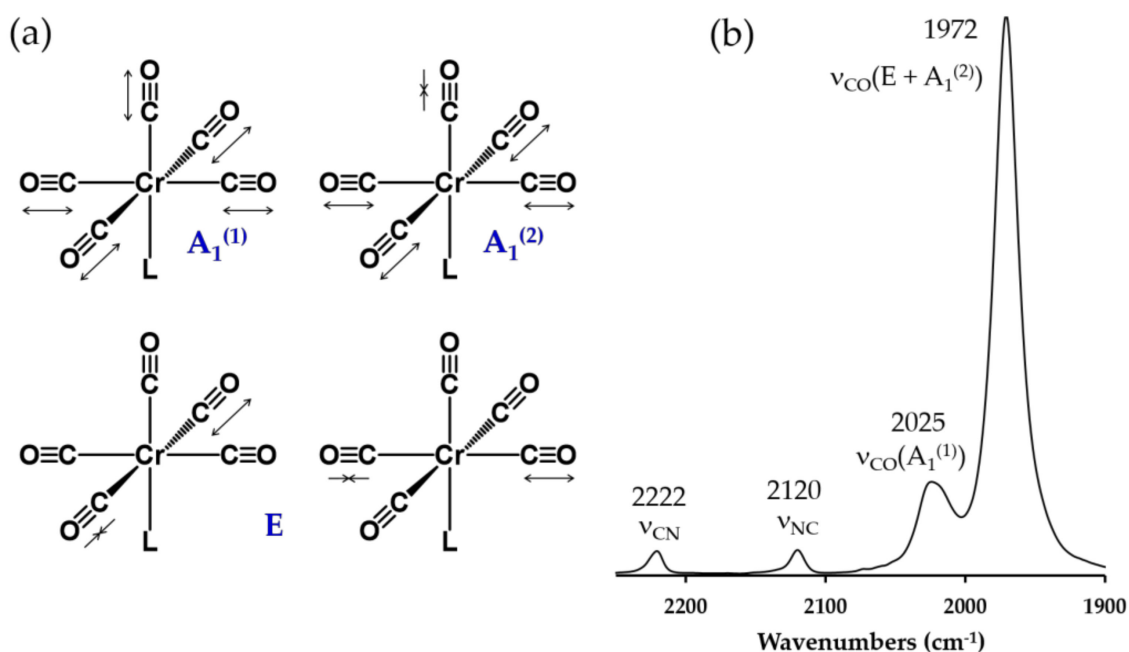 (a)
O
C
O
C
O≡C
Cr
C≡O
C
O
L
A₁⁽¹⁾
O
C
O
C
O≡C
Cr
C≡O
C
O
L
A₁⁽²⁾
O
C
O
C
O≡C
Cr
C≡O
C
O
L
E
O
C
O
C
O≡C
Cr
C≡O
C
O
L
(b)
1972
νCO(E + A₁⁽²⁾)
2025
νCO(A₁⁽¹⁾)
2222
νCN
2120
νNC
2200 2100 2000 1900
Wavenumbers (cm⁻¹)